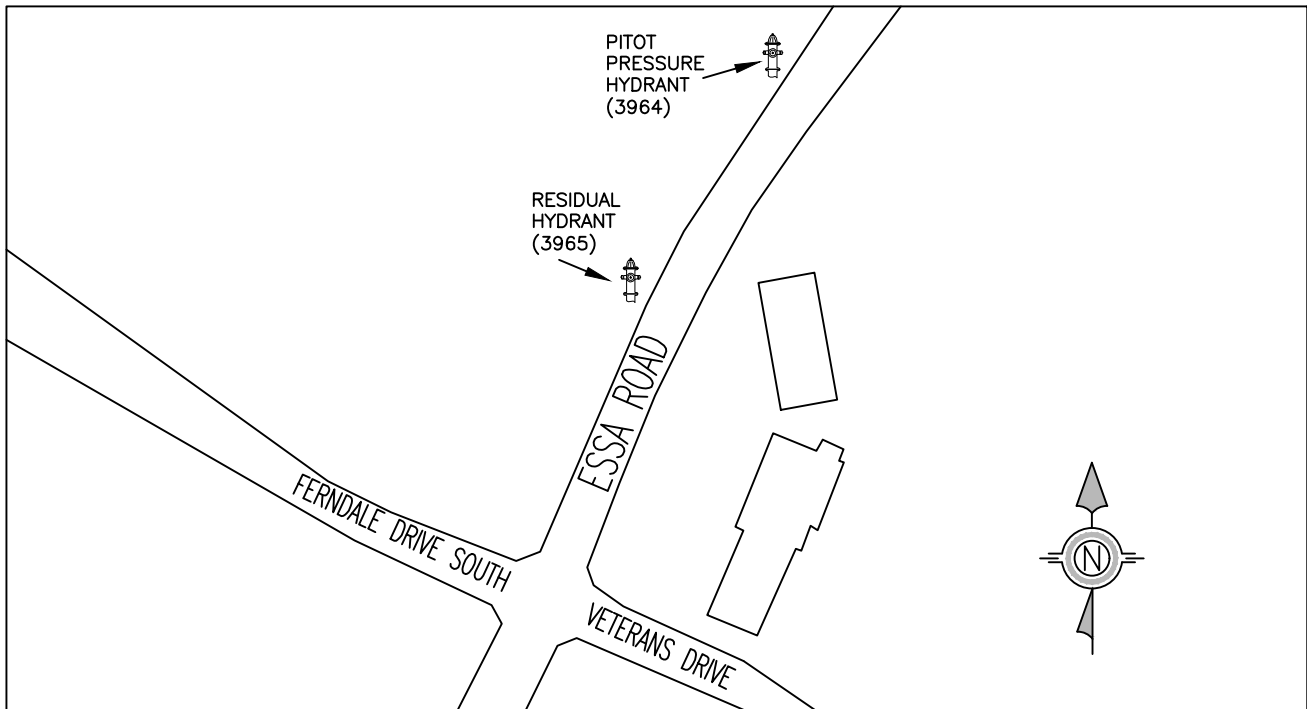 PITOT
PRESSURE
HYDRANT
(3964)
RESIDUAL
HYDRANT
(3965)
ESSA ROAD
FERNDALE DRIVE SOUTH
VETERANS DRIVE
N